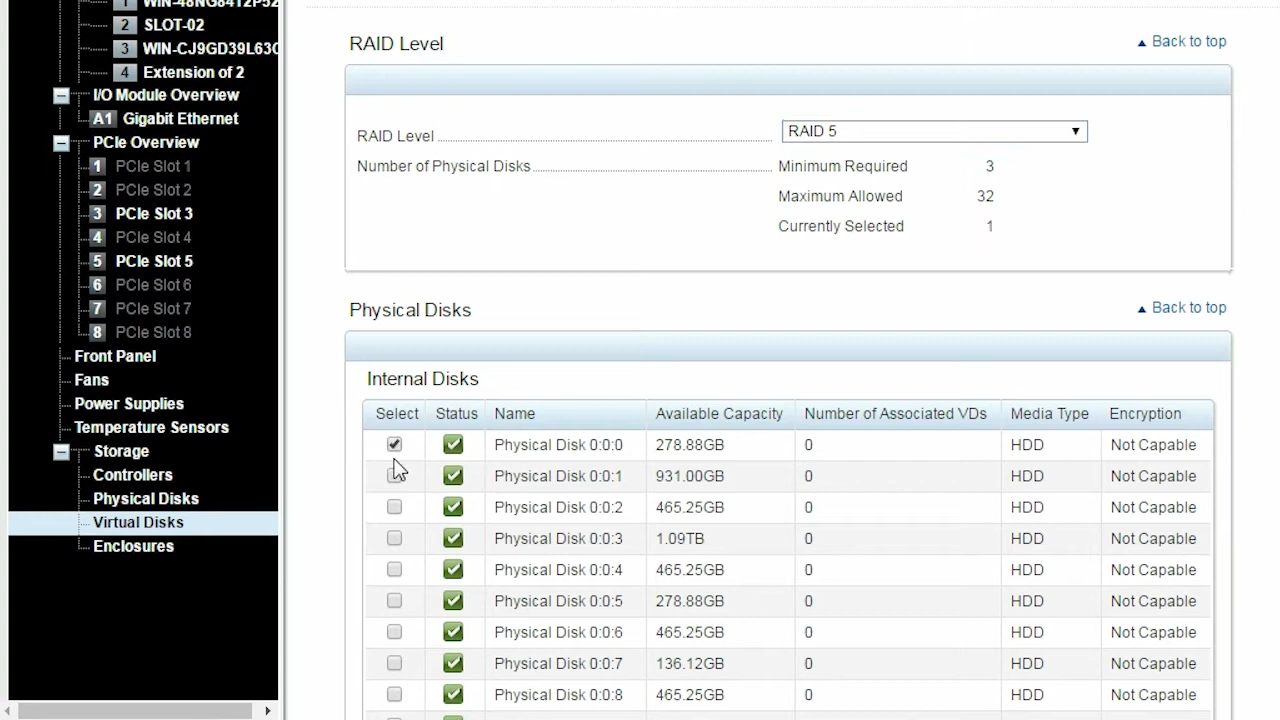 1 WIN-48NG8412P52
2 SLOT-02
3 WIN-CJ9GD39L63
4 Extension of 2
I/O Module Overview
A1 Gigabit Ethernet
PCIe Overview
1 PCIe Slot 1
2 PCIe Slot 2
3 PCIe Slot 3
4 PCIe Slot 4
5 PCIe Slot 5
6 PCIe Slot 6
7 PCIe Slot 7
8 PCIe Slot 8
Front Panel
Fans
Power Supplies
Temperature Sensors
Storage
Controllers
Physical Disks
Virtual Disks
Enclosures
RAID Level
Back to top
RAID Level RAID 5
Number of Physical Disks Minimum Required 3
Maximum Allowed 32
Currently Selected 1
Physical Disks
Back to top
Internal Disks
Select Status Name Available Capacity Number of Associated VDs Media Type Encryption
Physical Disk 0:0:0 278.88GB 0 HDD Not Capable
Physical Disk 0:0:1 931.00GB 0 HDD Not Capable
Physical Disk 0:0:2 465.25GB 0 HDD Not Capable
Physical Disk 0:0:3 1.09TB 0 HDD Not Capable
Physical Disk 0:0:4 465.25GB 0 HDD Not Capable
Physical Disk 0:0:5 278.88GB 0 HDD Not Capable
Physical Disk 0:0:6 465.25GB 0 HDD Not Capable
Physical Disk 0:0:7 136.12GB 0 HDD Not Capable
Physical Disk 0:0:8 465.25GB 0 HDD Not Capable